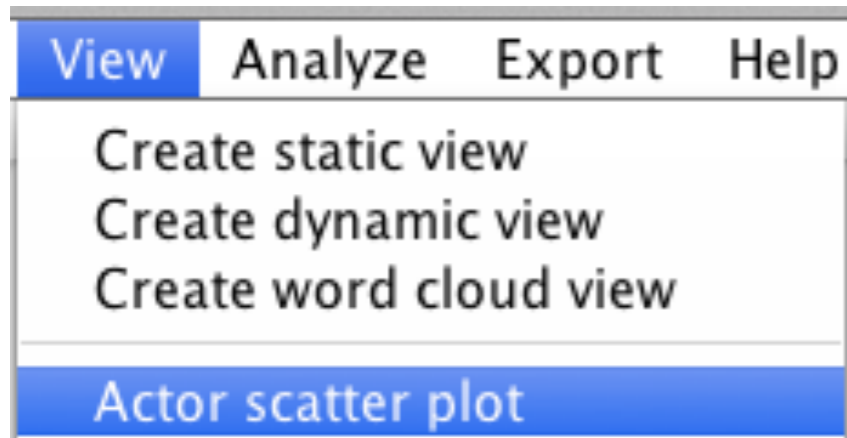 View Analyze Export Help
Create static view
Create dynamic view
Create word cloud view
Actor scatter plot